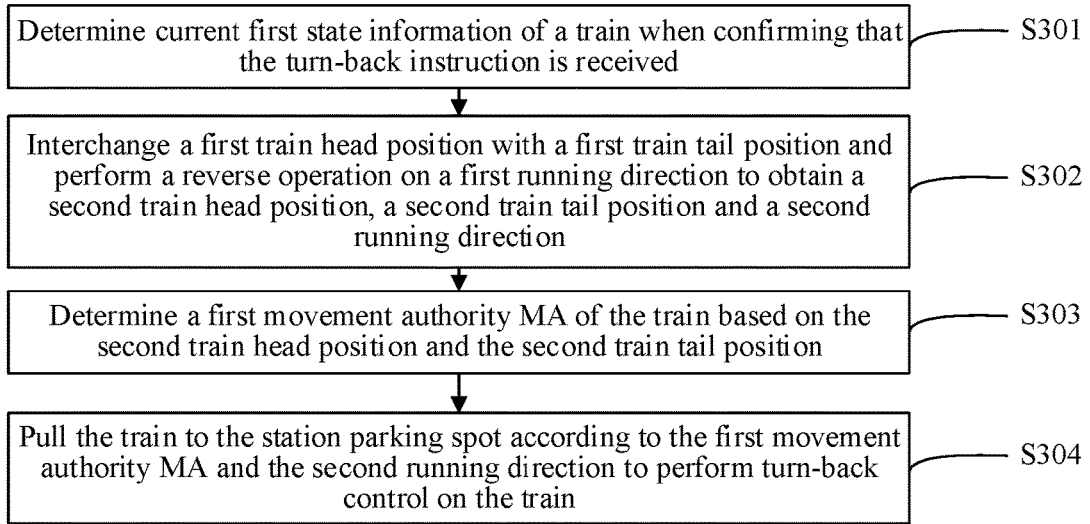 Determine current first state information of a train when confirming that
the turn-back instruction is received
S301
Interchange a first train head position with a first train tail position and
perform a reverse operation on a first running direction to obtain a
second train head position, a second train tail position and a second
running direction
S302
Determine a first movement authority MA of the train based on the
second train head position and the second train tail position
S303
Pull the train to the station parking spot according to the first movement
authority MA and the second running direction to perform turn-back
control on the train
S304